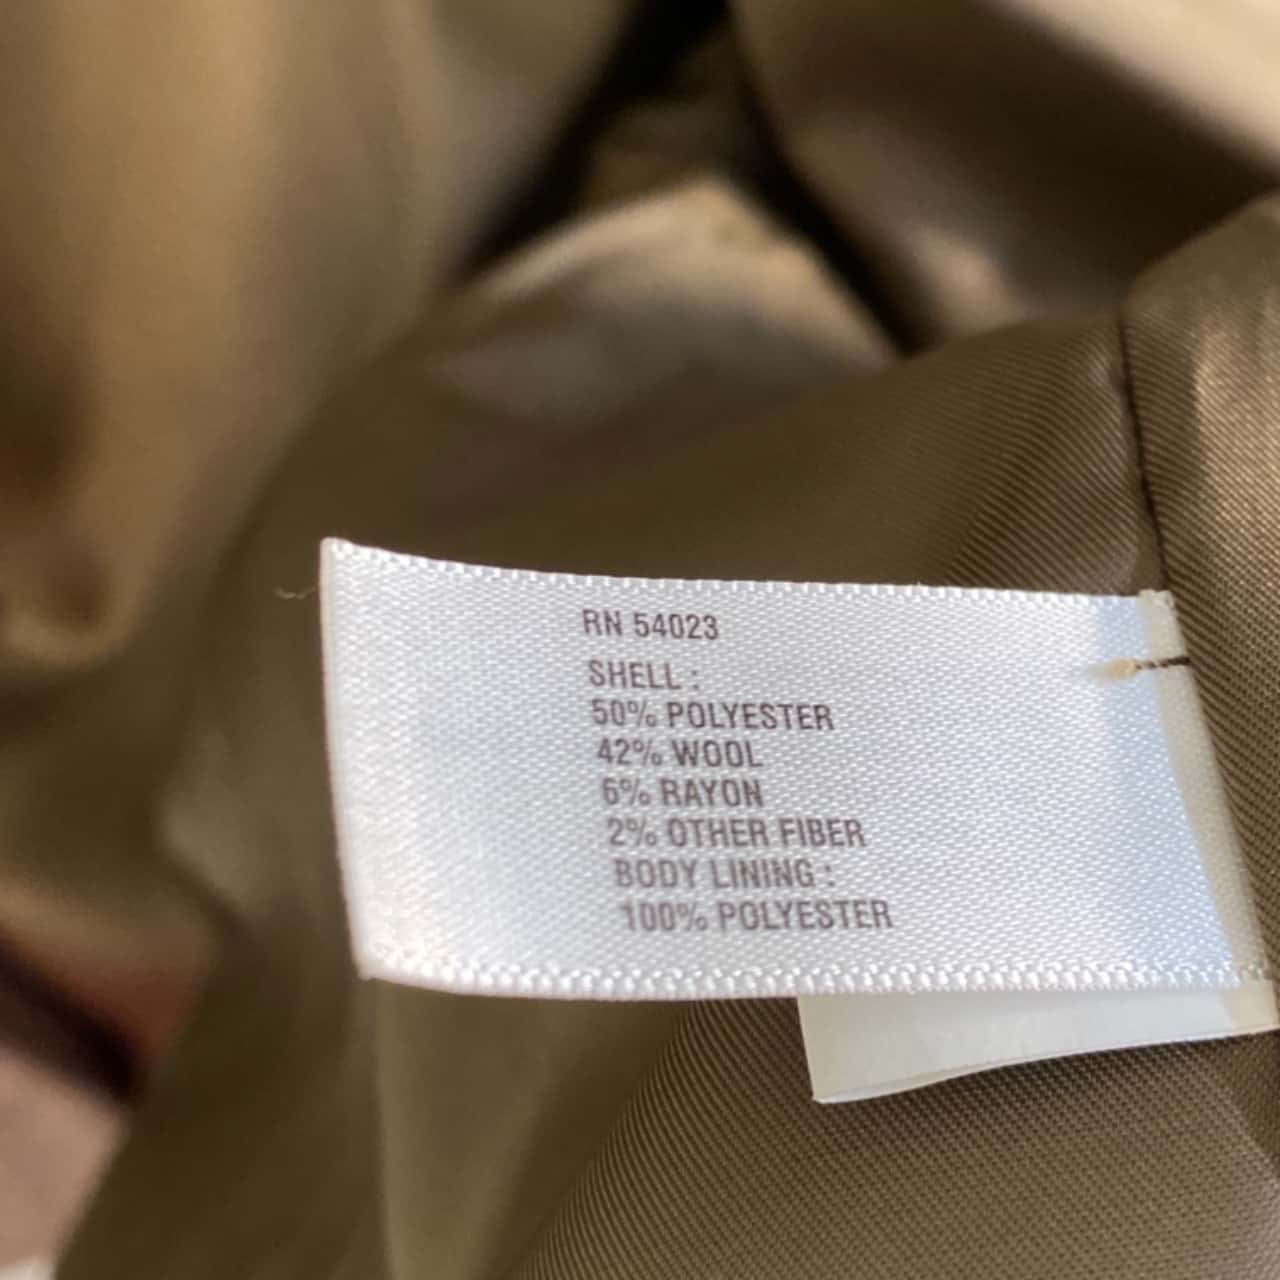 RN 54023
SHELL :
50% POLYESTER
42% WOOL
6% RAYON
2% OTHER FIBER
BODY LINING :
100% POLYESTER